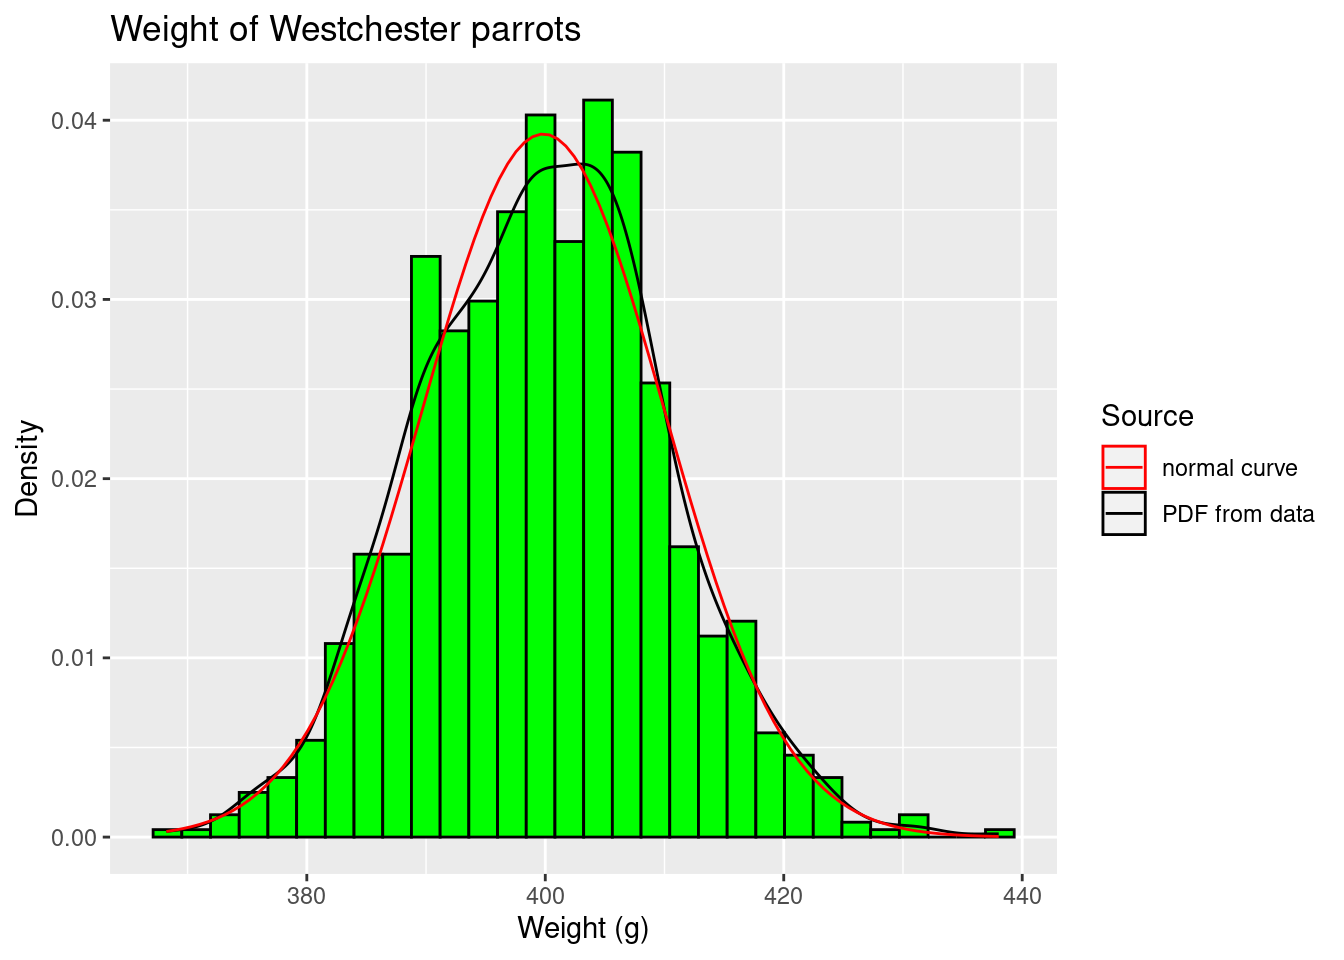 Weight of Westchester parrots
0.04
0.03
0.02
0.01
0.00
Density
380 400 420 440
Weight (g)
Source
normal curve
PDF from data